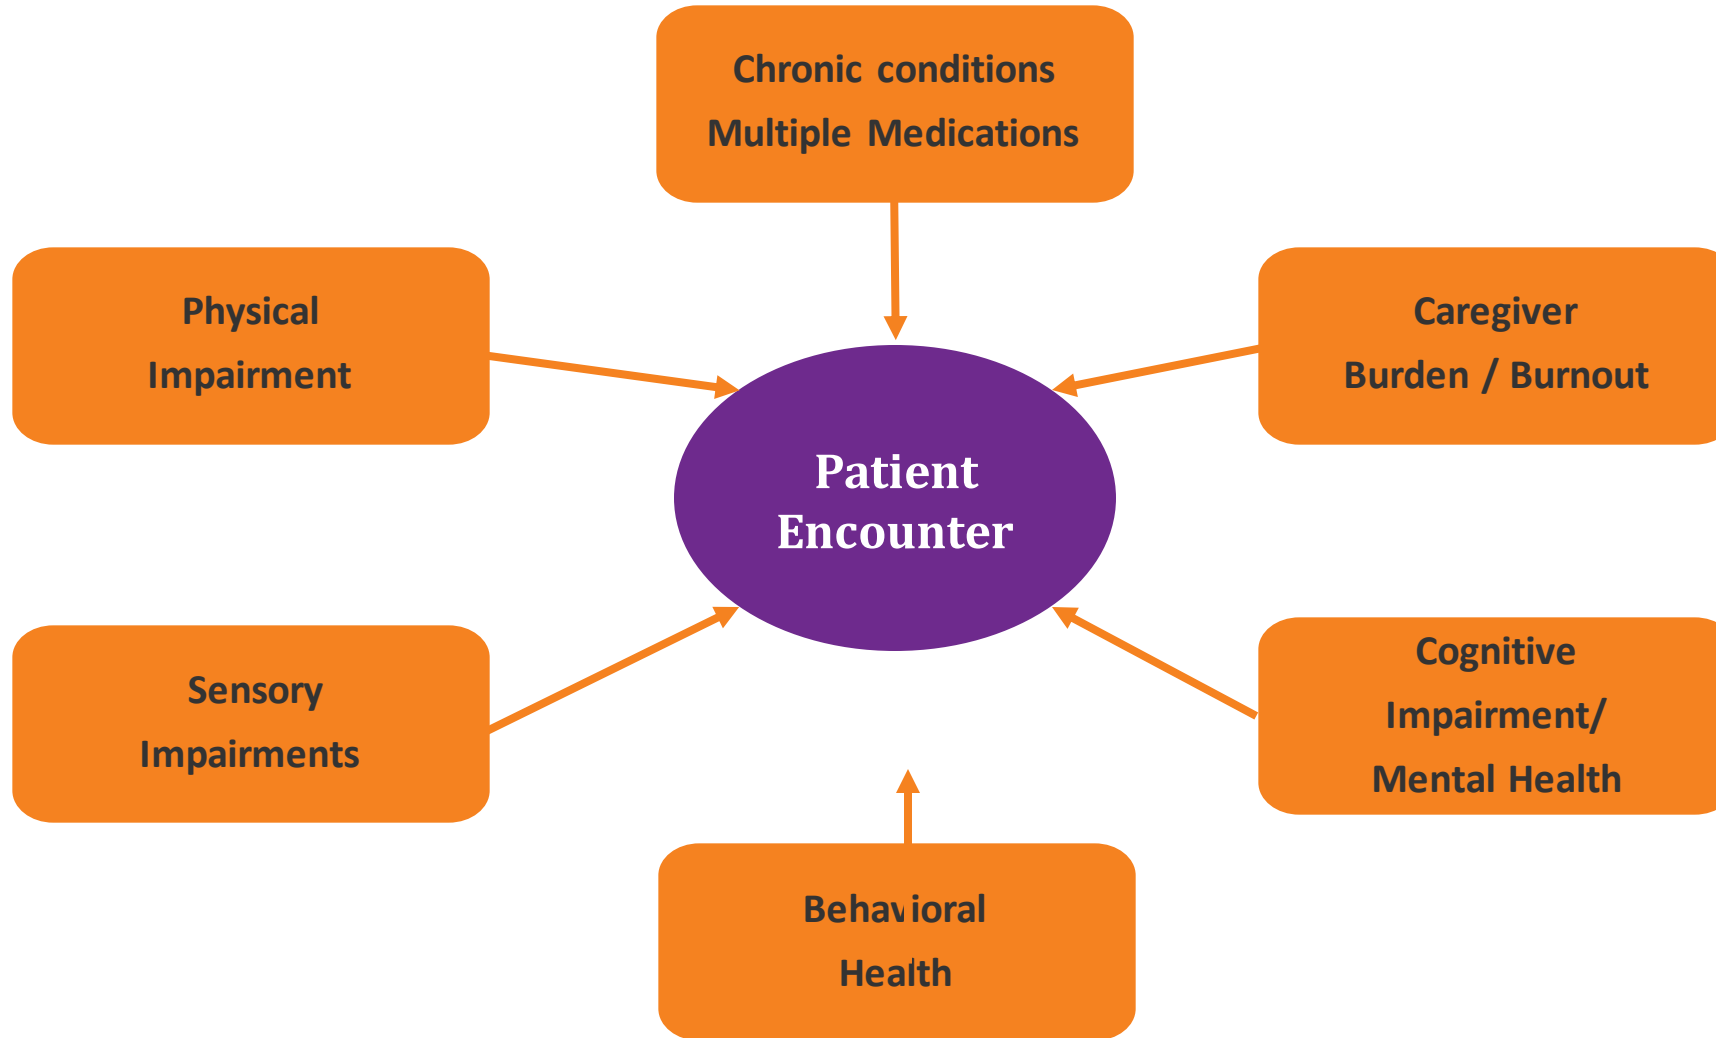 Chronic conditions
Multiple Medications
Physical
Impairment
Caregiver
Burden / Burnout
Patient
Encounter
Sensory
Impairments
Cognitive
Impairment/
Mental Health
Behavioral
Health